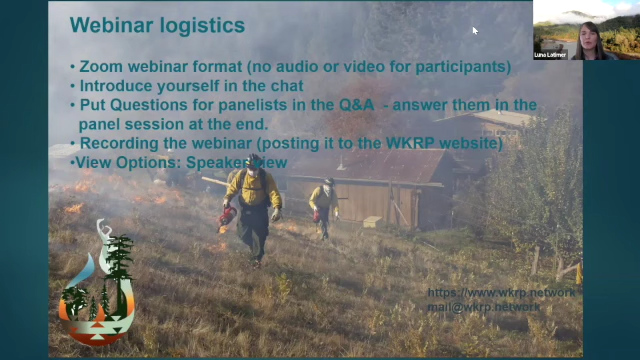 Webinar logistics
• Zoom webinar format (no audio or video for participants)
• Introduce yourself in the chat
• Put Questions for panelists in the Q&A - answer them in the
panel session at the end.
• Recording the webinar (posting it to the WKRP website)
•View Options: Speaker view
https://www.wkrp.network
mail@wkrp.network
Luna Latimer